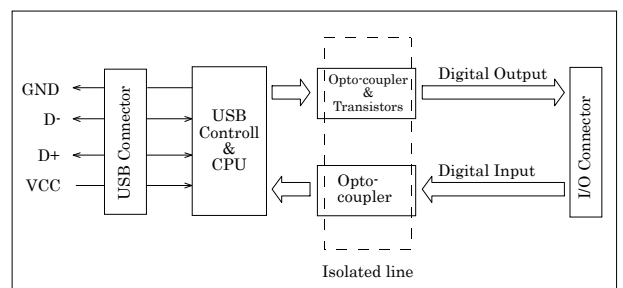 GND
D-
D+
VCC
USB Connector
USB
Controll
&
CPU
Opto-coupler
&
Transistors
Opto-
coupler
Digital Output
Digital Input
I/O Connector
Isolated line